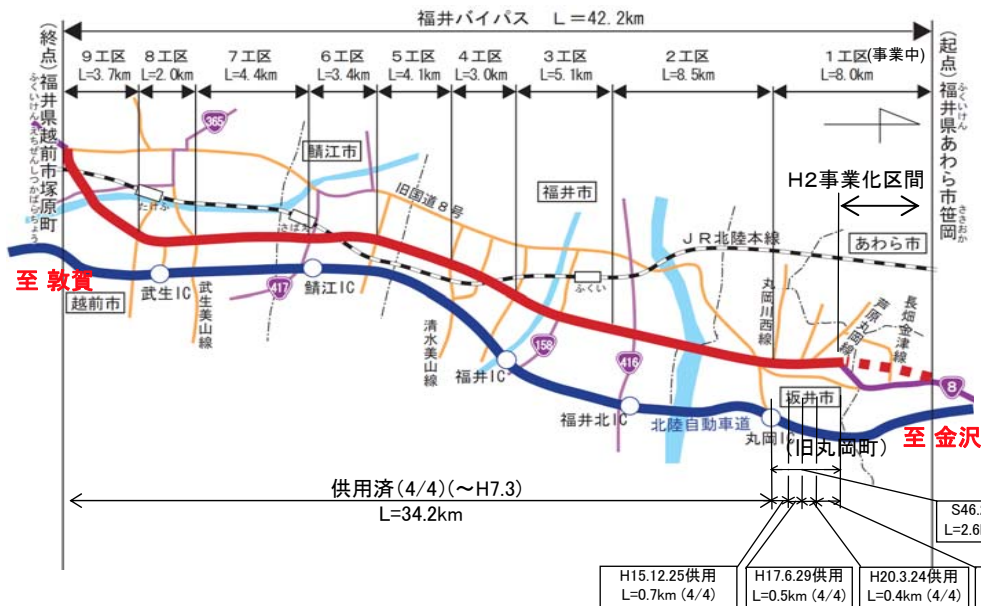 福井バイパス L=42.2km
9工区
L=3.7km
8工区
L=2.0km
7工区
L=4.4km
6工区
L=3.4km
5工区
L=4.1km
4工区
L=3.0km
3工区
L=5.1km
2工区
L=8.5km
1工区(事業中)
L=8.0km
(終点)福井県越前市塚原町
ふくいけんえちぜんしつかはらちょう
(起点)福井県あわら市笹岡
ふくいけん
ささおか
H2事業化区間
365
鯖江市
旧国道8号
福井市
JR北陸本線
あわら市
たけふ
さばえ
ふくい
至 敦賀
越前市
武生IC
武生美山線
417
鯖江IC
清水美山線
福井IC
158
416
福井北IC
北陸自動車道
丸岡川西線
丸岡IC
坂井市
(旧丸岡町)
芦原丸岡線
長畑金津線
8
至 金沢
供用済(4/4)(~H7.3)
L=34.2km
H15.12.25供用
L=0.7km (4/4)
H17.6.29供用
L=0.5km (4/4)
H20.3.24供用
L=0.4km (4/4)
S46.
L=2.6